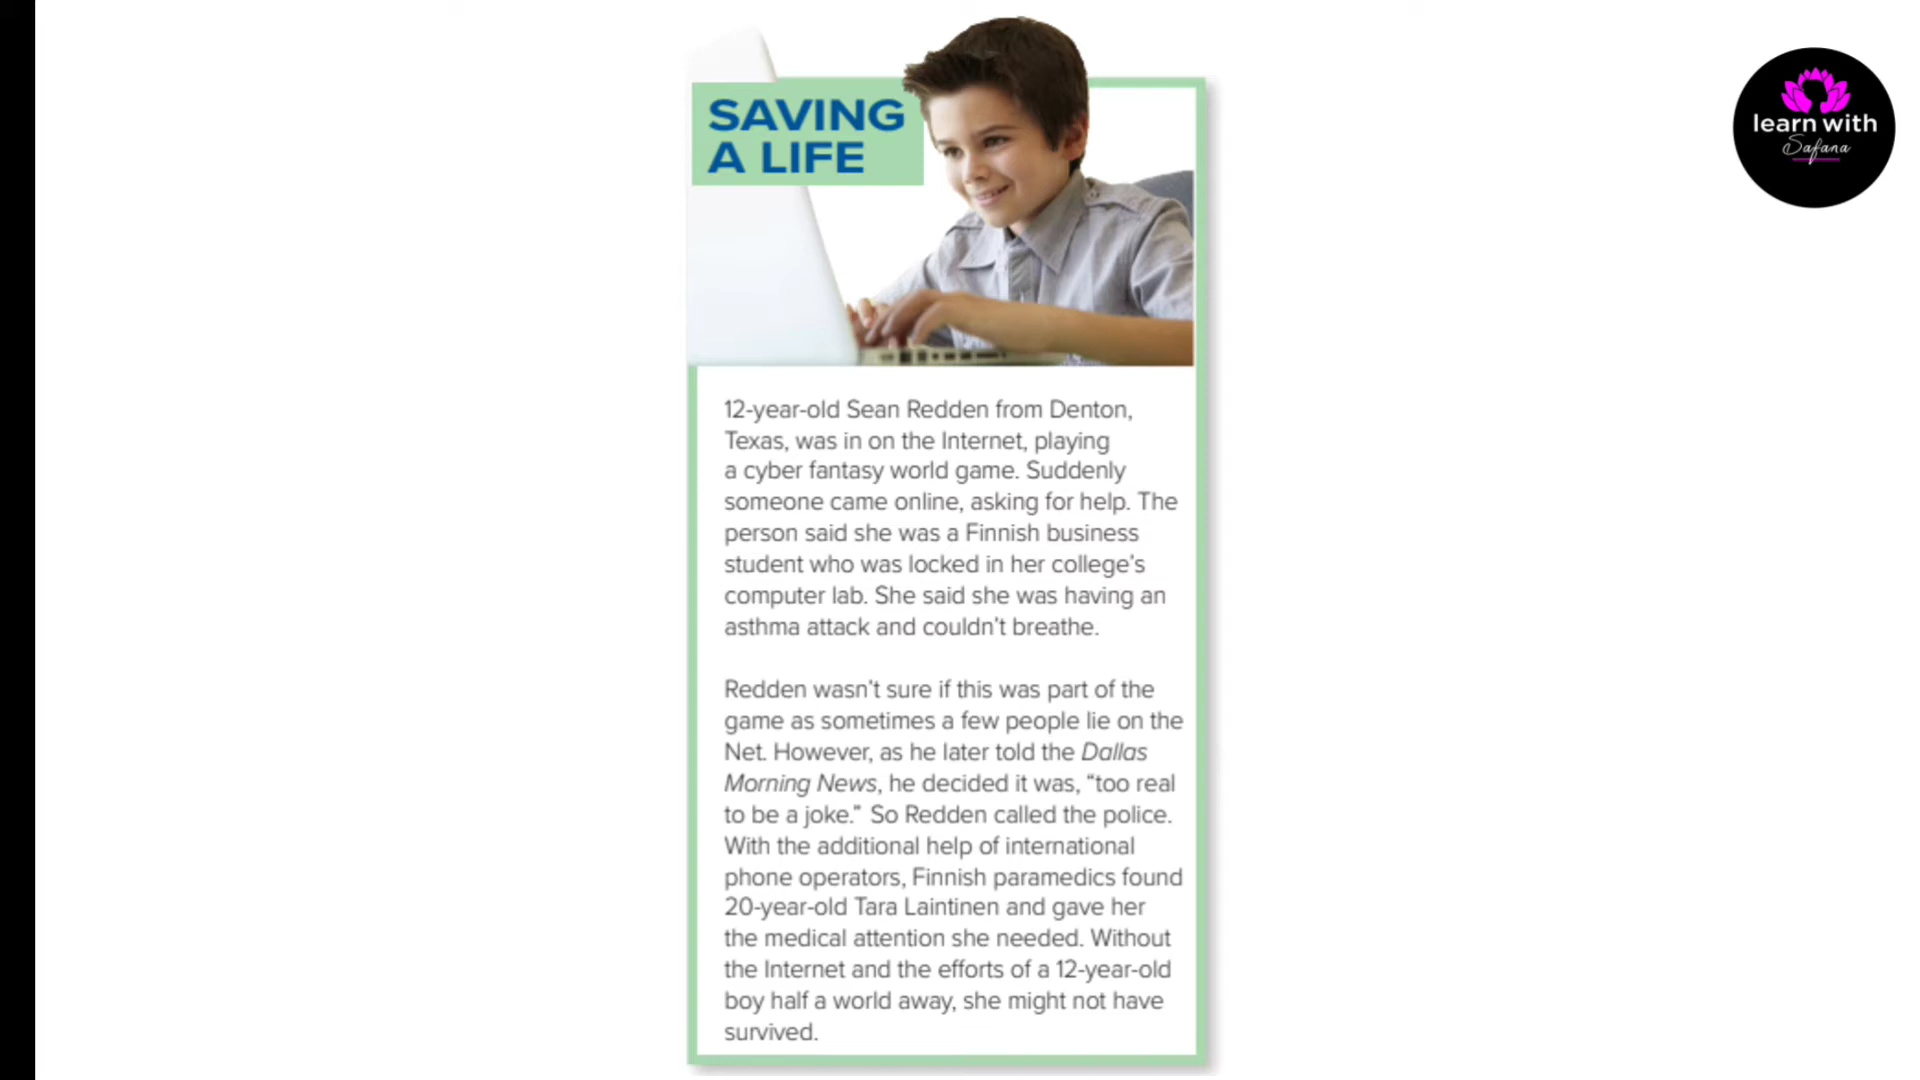 SAVING
A LIFE
learn with
Safana
12-year-old Sean Redden from Denton,
Texas, was in on the Internet, playing
a cyber fantasy world game. Suddenly
someone came online, asking for help. The
person said she was a Finnish business
student who was locked in her college's
computer lab. She said she was having an
asthma attack and couldn't breathe.
Redden wasn't sure if this was part of the
game as sometimes a few people lie on the
Net. However, as he later told the Dallas
Morning News, he decided it was, “too real
to be a joke.” So Redden called the police.
With the additional help of international
phone operators, Finnish paramedics found
20-year-old Tara Laintinen and gave her
the medical attention she needed. Without
the Internet and the efforts of a 12-year-old
boy half a world away, she might not have
survived.